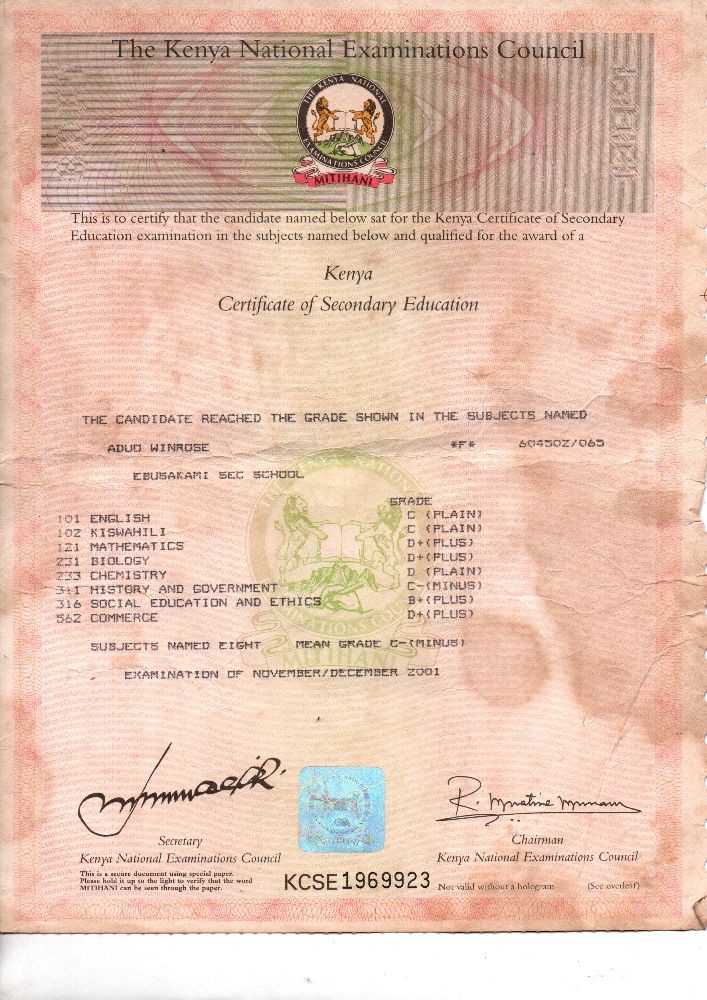 The Kenya National Examinations Council
THE KENYA NATIONAL
EXAMINATIONS COUNCIL
MITIHANI
This is to certify that the candidate named below sat for the Kenya Certificate of Secondary
Education examination in the subjects named below and qualified for the award of a
Kenya
Certificate of Secondary Education
THE CANDIDATE REACHED THE GRADE SHOWN IN THE SUBJECTS NAMED
ADUO WINROSE *F* 604502/065
EBUSAKAMI SEC SCHOOL
GRADE
101 ENGLISH C (PLAIN)
102 KISWAHILI C (PLAIN)
121 MATHEMATICS D+(PLUS)
231 BIOLOGY D+(PLUS)
233 CHEMISTRY D (PLAIN)
311 HISTORY AND GOVERNMENT C-(MINUS)
316 SOCIAL EDUCATION AND ETHICS B+(PLUS)
562 COMMERCE D+(PLUS)
SUBJECTS NAMED EIGHT MEAN GRADE C-(MINUS)
EXAMINATION OF NOVEMBER/DECEMBER 2001
Secretary
Kenya National Examinations Council
Chairman
Kenya National Examinations Council
This is a secure document using special paper.
Please hold it up to the light to verify that the word
MITIHANI can be seen through the paper.
KCSE1969923
Not valid without a hologram
(See overleaf)